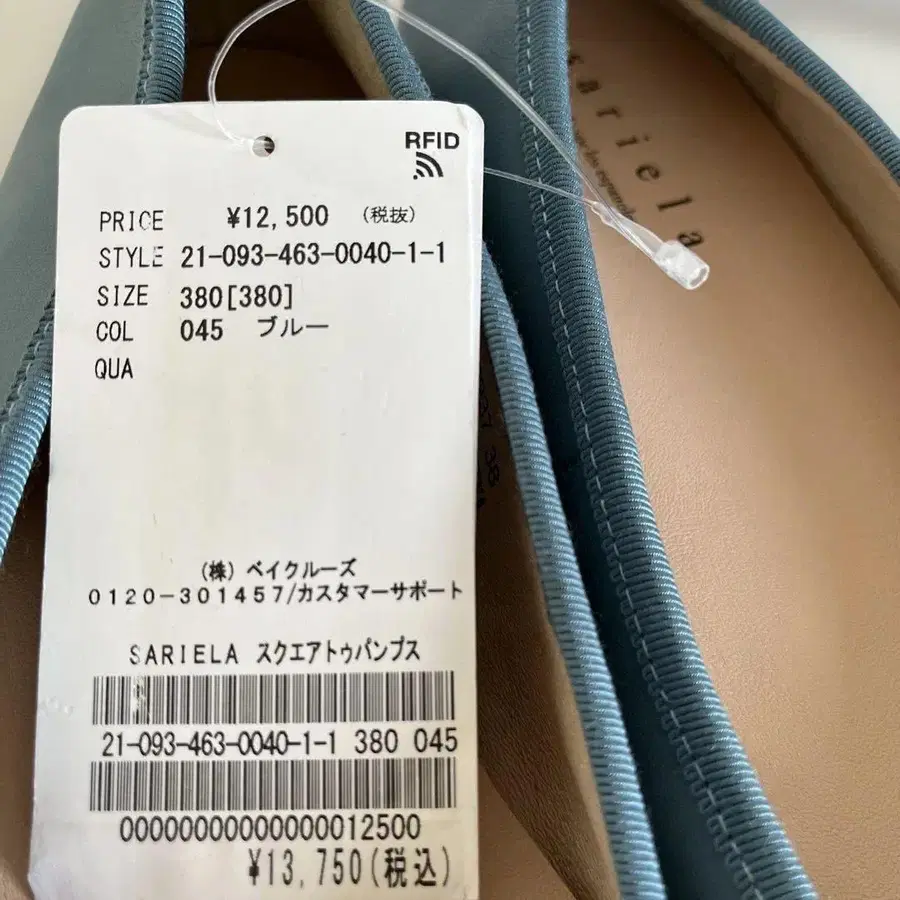 RFID
PRICE ¥12,500 (税抜)
STYLE 21-093-463-0040-1-1
SIZE 380[380]
COL 045 ブルー
QUA
(株) ベイクルーズ
0120-301457/カスタマーサポート
SARIELA スクエアトゥパンプス
21-093-463-0040-1-1 380 045
00000000000000012500
¥13,750(税込)
sariela
38